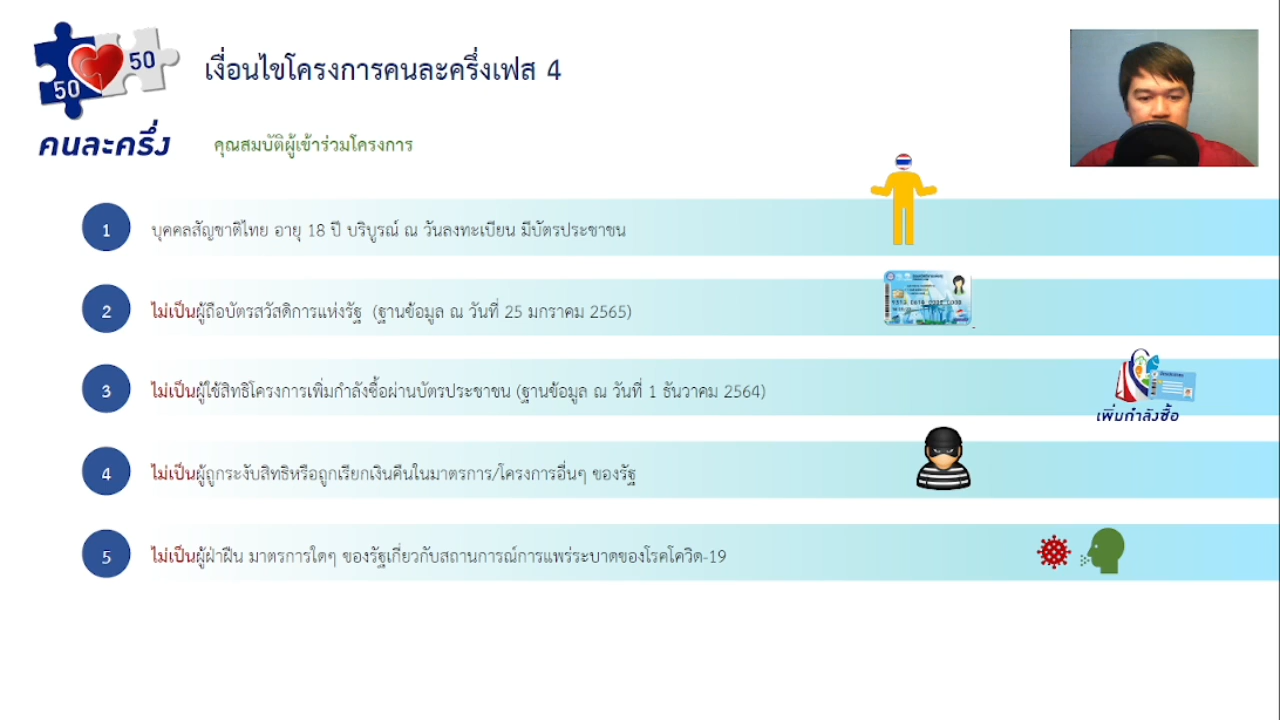 50
50
คนละครึ่ง
เงื่อนไขโครงการคนละครึ่งเฟส 4
คุณสมบัติผู้เข้าร่วมโครงการ
1 บุคคลสัญชาติไทย อายุ 18 ปี บริบูรณ์ ณ วันลงทะเบียน มีบัตรประชาชน
2 ไม่เป็นผู้ถือบัตรสวัสดิการแห่งรัฐ (ฐานข้อมูล ณ วันที่ 25 มกราคม 2565)
3 ไม่เป็นผู้ใช้สิทธิโครงการเพิ่มกำลังซื้อผ่านบัตรประชาชน (ฐานข้อมูล ณ วันที่ 1 ธันวาคม 2564)
เพิ่มกำลังซื้อ
4 ไม่เป็นผู้ถูกระงับสิทธิหรือถูกเรียกเงินคืนในมาตรการ/โครงการอื่นๆ ของรัฐ
5 ไม่เป็นผู้ฝ่าฝืน มาตรการใดๆ ของรัฐเกี่ยวกับสถานการณ์การแพร่ระบาดของโรคโควิด-19